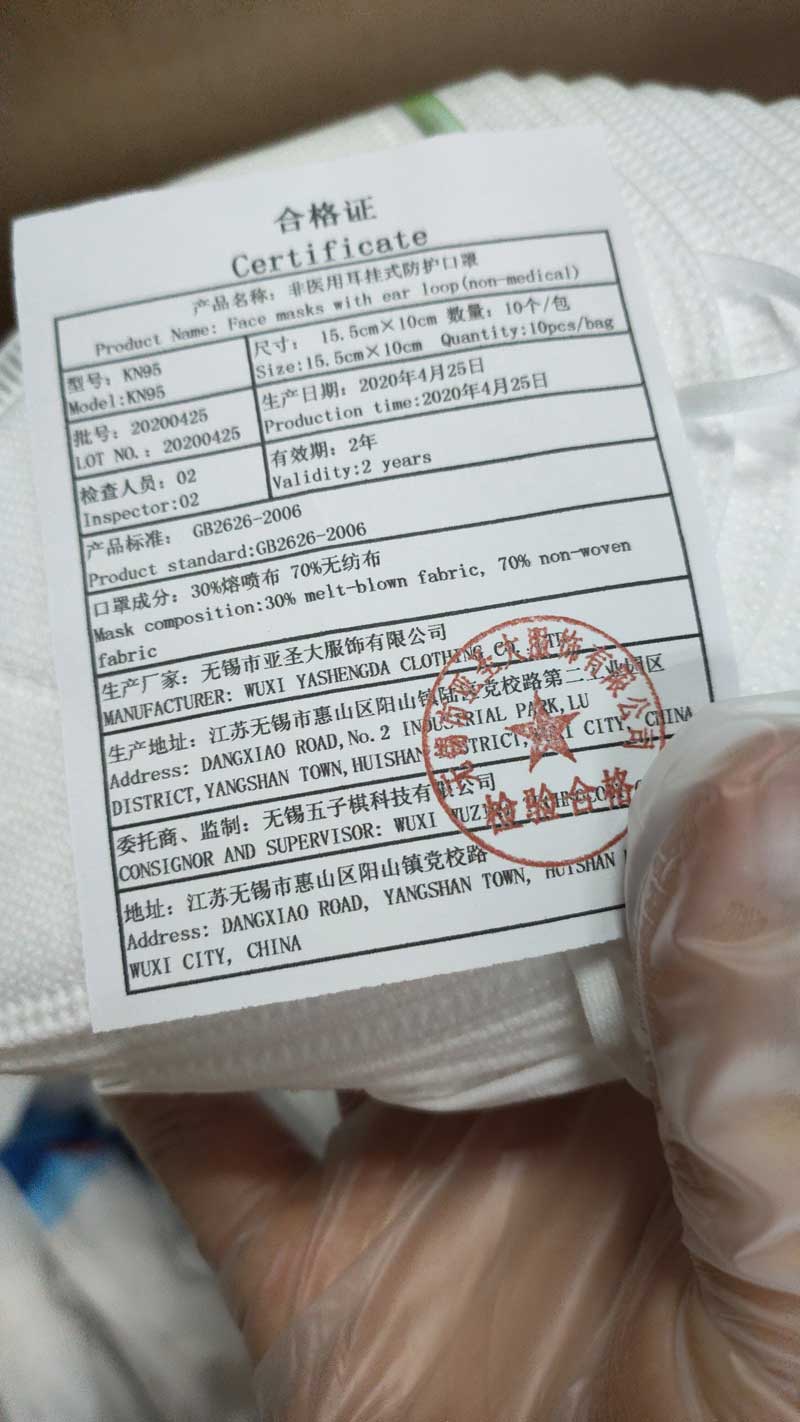 合格证
Certificate
产品名称: 非医用耳挂式防护口罩
Product Name: Face masks with ear loop(non-medical)
型号: KN95
Model:KN95
尺寸: 15.5cm×10cm 数量: 10个/包
Size:15.5cm×10cm Quantity:10pcs/bag
批号: 20200425
LOT NO.: 20200425
生产日期: 2020年4月25日
Production time:2020年4月25日
检查人员: 02
Inspector:02
有效期: 2年
Validity:2 years
产品标准: GB2626-2006
Product standard:GB2626-2006
口罩成分: 30%熔喷布 70%无纺布
Mask composition:30% melt-blown fabric, 70% non-woven
fabric
生产厂家: 无锡市亚圣大服饰有限公司
MANUFACTURER: WUXI YASHENGDA CLOTHING CO., LTD
生产地址: 江苏无锡市惠山区阳山镇陆区党校路第二工业园区
Address: DANGXIAO ROAD,No.2 INDUSTRIAL PARK,LU
DISTRICT,YANGSHAN TOWN,HUISHAN DISTRICT,WUXI CITY, CHINA
委托商、监制: 无锡五子棋科技有限公司
CONSIGNOR AND SUPERVISOR: WUXI
地址: 江苏无锡市惠山区阳山镇党校路
Address: DANGXIAO ROAD, YANGSHAN TOWN, HUISHAN
WUXI CITY, CHINA
无锡市亚圣大服饰有限公司
检验合格